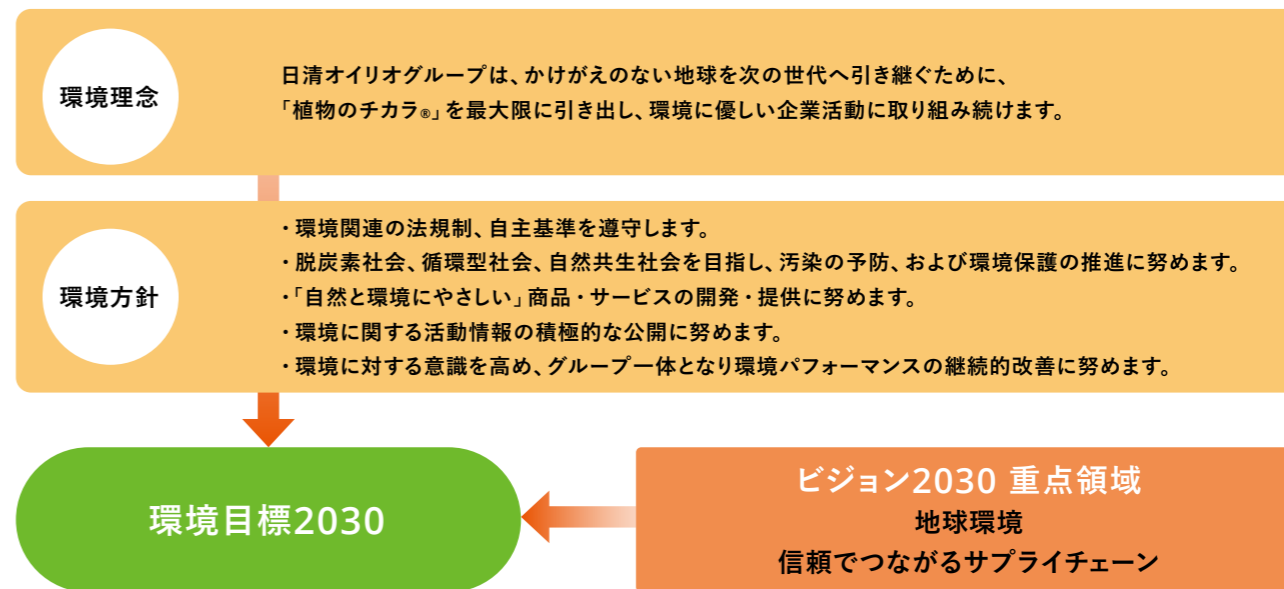 環境理念
日清オイリオグループは、かけがえのない地球を次の世代へ引き継ぐために、
「植物のチカラ®」を最大限に引き出し、環境に優しい企業活動に取り組み続けます。
環境方針
・環境関連の法規制、自主基準を遵守します。
・脱炭素社会、循環型社会、自然共生社会を目指し、汚染の予防、および環境保護の推進に努めます。
・「自然と環境にやさしい」商品・サービスの開発・提供に努めます。
・環境に関する活動情報の積極的な公開に努めます。
・環境に対する意識を高め、グループ一体となり環境パフォーマンスの継続的改善に努めます。
環境目標2030
ビジョン2030 重点領域
地球環境
信頼でつながるサプライチェーン